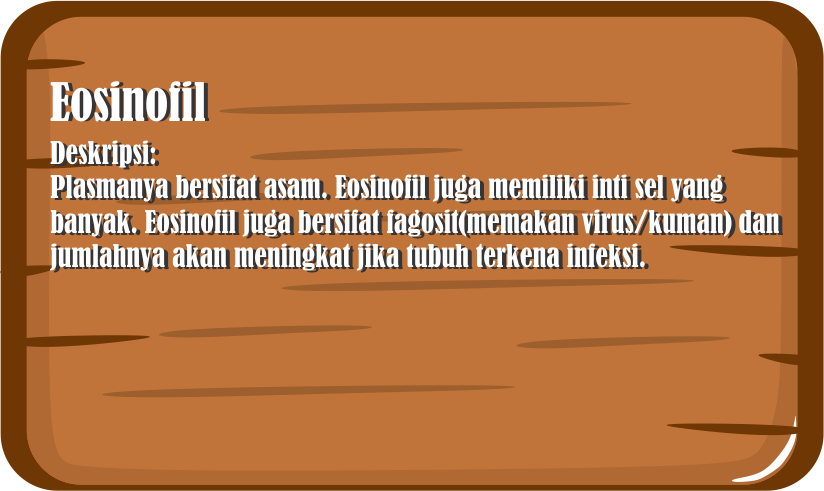 Eosinofil
Deskripsi:
Plasmanya bersifat asam. Eosinofil juga memiliki inti sel yang
banyak. Eosinofil juga bersifat fagosit(memakan virus/kuman) dan
jumlahnya akan meningkat jika tubuh terkena infeksi.